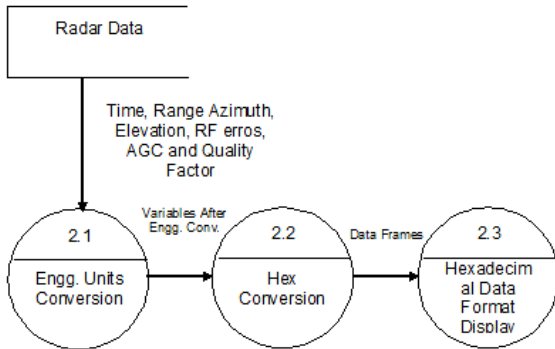 Radar Data
Time, Range Azimuth,
Elevation, RF erros,
AGC and Quality
Factor
Variables After
Engg. Conv.
Data Frames
2.1
Engg. Units
Conversion
2.2
Hex
Conversion
2.3
Hexadecim
al Data
Format
Display